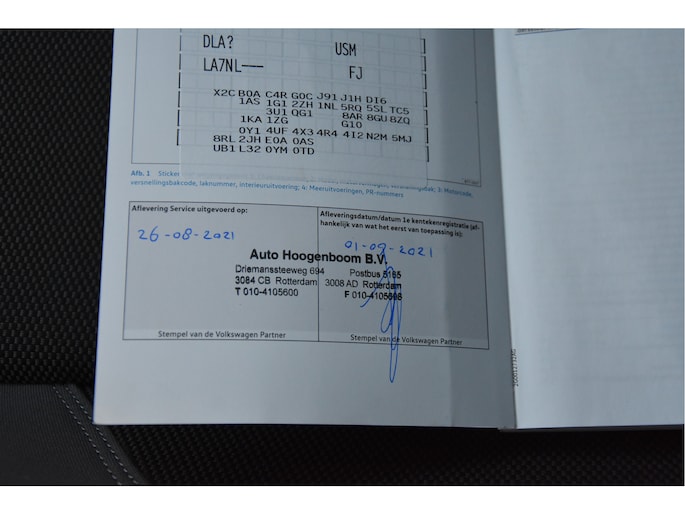 DLA? USM
LA7NL--- FJ
X2C B0A C4R G0C J91 J1H DI6
1AS 1G1 2ZH 1NL 5RQ 5SL TC5
3U1 QG1 8AR 8GU 8ZQ
1KA 1ZG G10
0Y1 4UF 4X3 4R4 4I2 N2M 5MJ
8RL 2JH E0A 0AS
UB1 L32 0YM 0TD
Afb. 1 Sticker
versnellingsbakcode, laknummer, interieuruitvoering; 4: Meeruitvoeringen, PR-nummers
Aflevering Service uitgevoerd op:
26-08-2021
Afleveringsdatum/datum 1e kentekenregistratie (af-
hankelijk van wat het eerst van toepassing is):
01-09-2021
Auto Hoogenboom B.V.
Driemanssteeweg 694 Postbus 5165
3084 CB Rotterdam 3008 AD Rotterdam
T 010-4105600 F 010-4105698
Stempel van de Volkswagen Partner
Stempel van de Volkswagen Partner